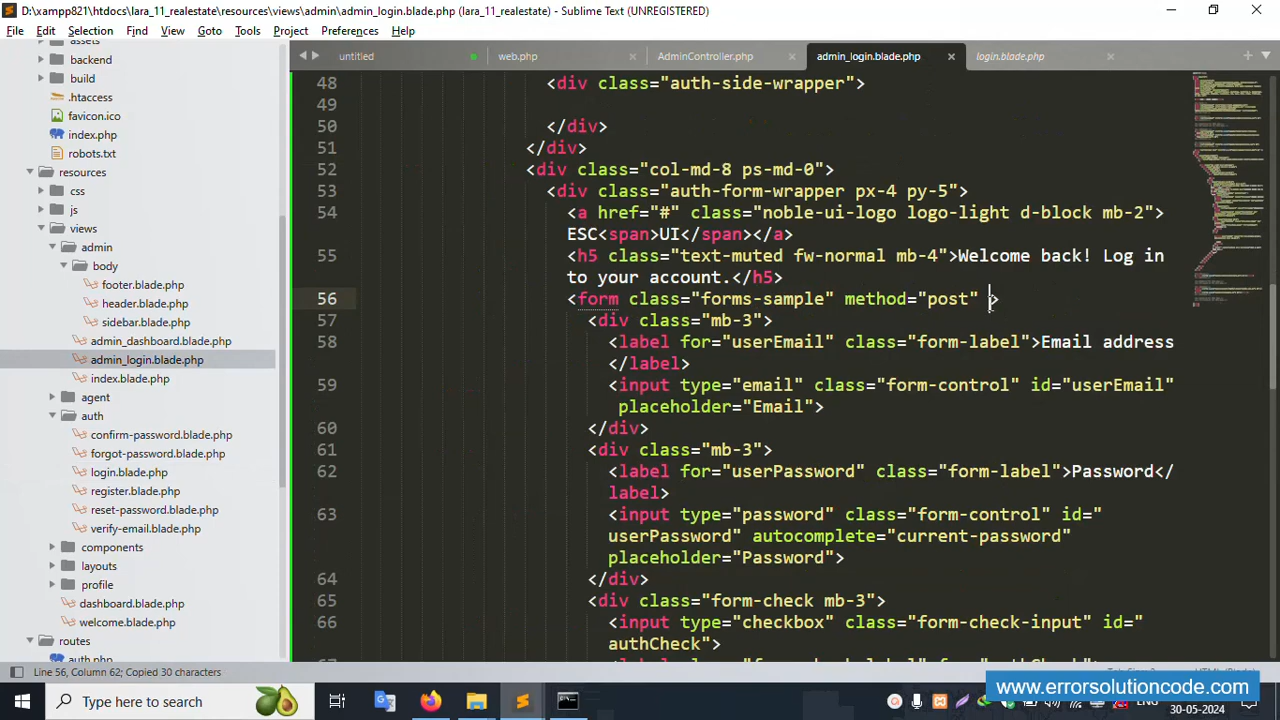 D:\xampp821\htdocs\lara_11_realestate\resources\views\admin\admin_login.blade.php (lara_11_realestate) - Sublime Text (UNREGISTERED)
File Edit Selection Find View Goto Tools Project Preferences Help
untitled web.php AdminController.php admin_login.blade.php login.blade.php
assets
backend
build
.htaccess
favicon.ico
index.php
robots.txt
resources
css
js
views
admin
body
footer.blade.php
header.blade.php
sidebar.blade.php
admin_dashboard.blade.php
admin_login.blade.php
index.blade.php
agent
auth
confirm-password.blade.php
forgot-password.blade.php
login.blade.php
register.blade.php
reset-password.blade.php
verify-email.blade.php
components
layouts
profile
dashboard.blade.php
welcome.blade.php
routes
auth.php
48 <div class="auth-side-wrapper">
49
50 </div>
51 </div>
52 <div class="col-md-8 ps-md-0">
53 <div class="auth-form-wrapper px-4 py-5">
54 <a href="#" class="noble-ui-logo logo-light d-block mb-2">
ESC<span>UI</span></a>
55 <h5 class="text-muted fw-normal mb-4">Welcome back! Log in
to your account.</h5>
56 <form class="forms-sample" method="post" >
57 <div class="mb-3">
58 <label for="userEmail" class="form-label">Email address
</label>
59 <input type="email" class="form-control" id="userEmail"
placeholder="Email">
60 </div>
61 <div class="mb-3">
62 <label for="userPassword" class="form-label">Password</
label>
63 <input type="password" class="form-control" id="
userPassword" autocomplete="current-password"
placeholder="Password">
64 </div>
65 <div class="form-check mb-3">
66 <input type="checkbox" class="form-check-input" id="
authCheck">
Line 56, Column 62; Copied 30 characters
Type here to search
www.errorsolutioncode.com
30-05-2024